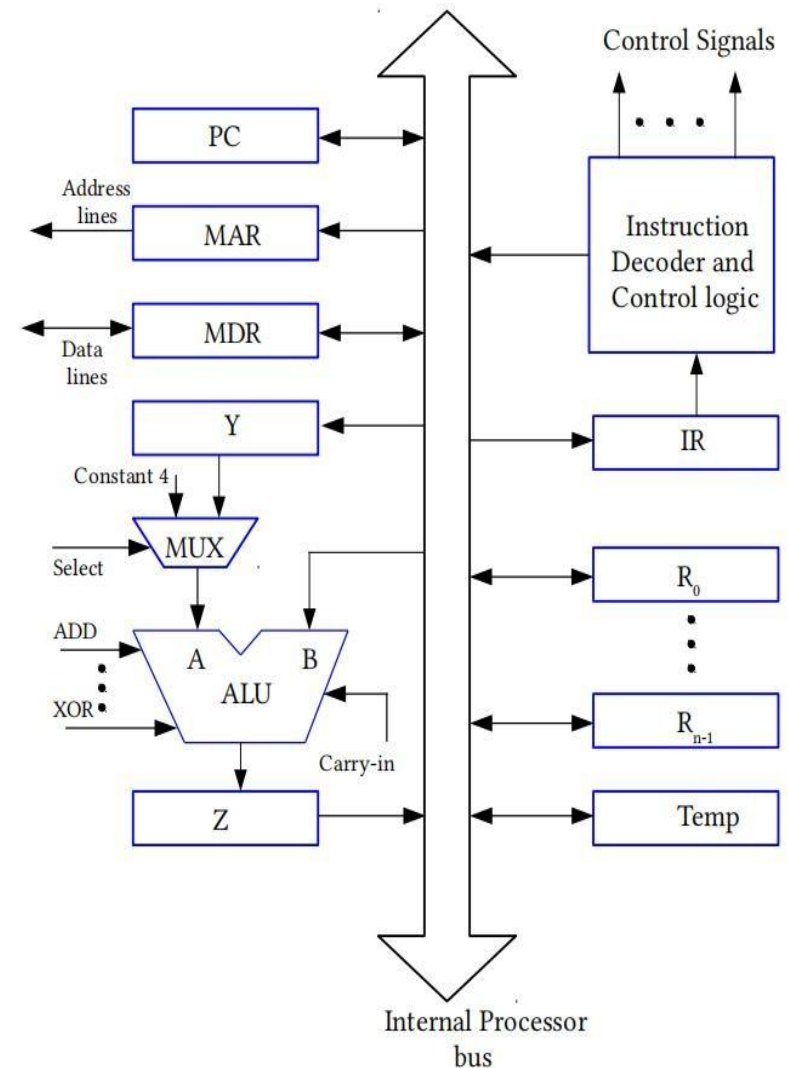 Control Signals
PC
Address
lines
MAR
Instruction
Decoder and
Control logic
MDR
Data
lines
Y
IR
Constant 4
MUX
Select
R0
ADD
A
B
ALU
XOR
Rn-1
Carry-in
Z
Temp
Internal Processor
bus